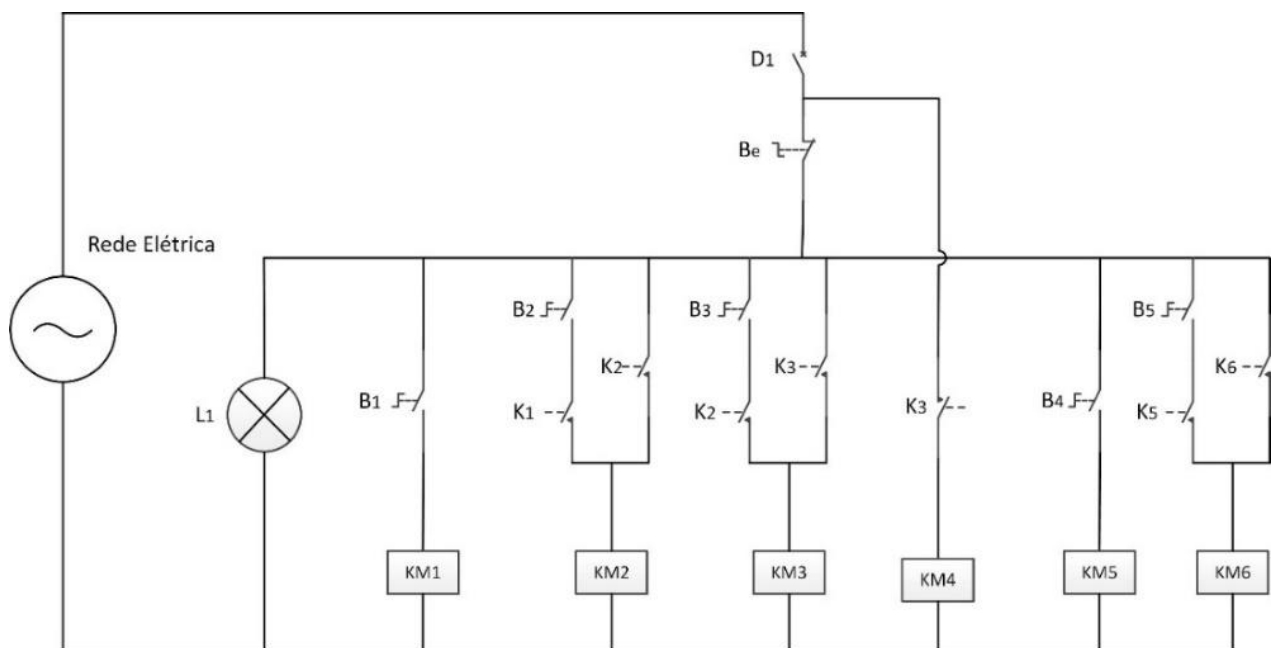 D1
Be
Rede Elétrica
B2
B3
B5
K2
K3
K6
L1
B1
K1
K2
K3
B4
K5
KM1
KM2
KM3
KM4
KM5
KM6